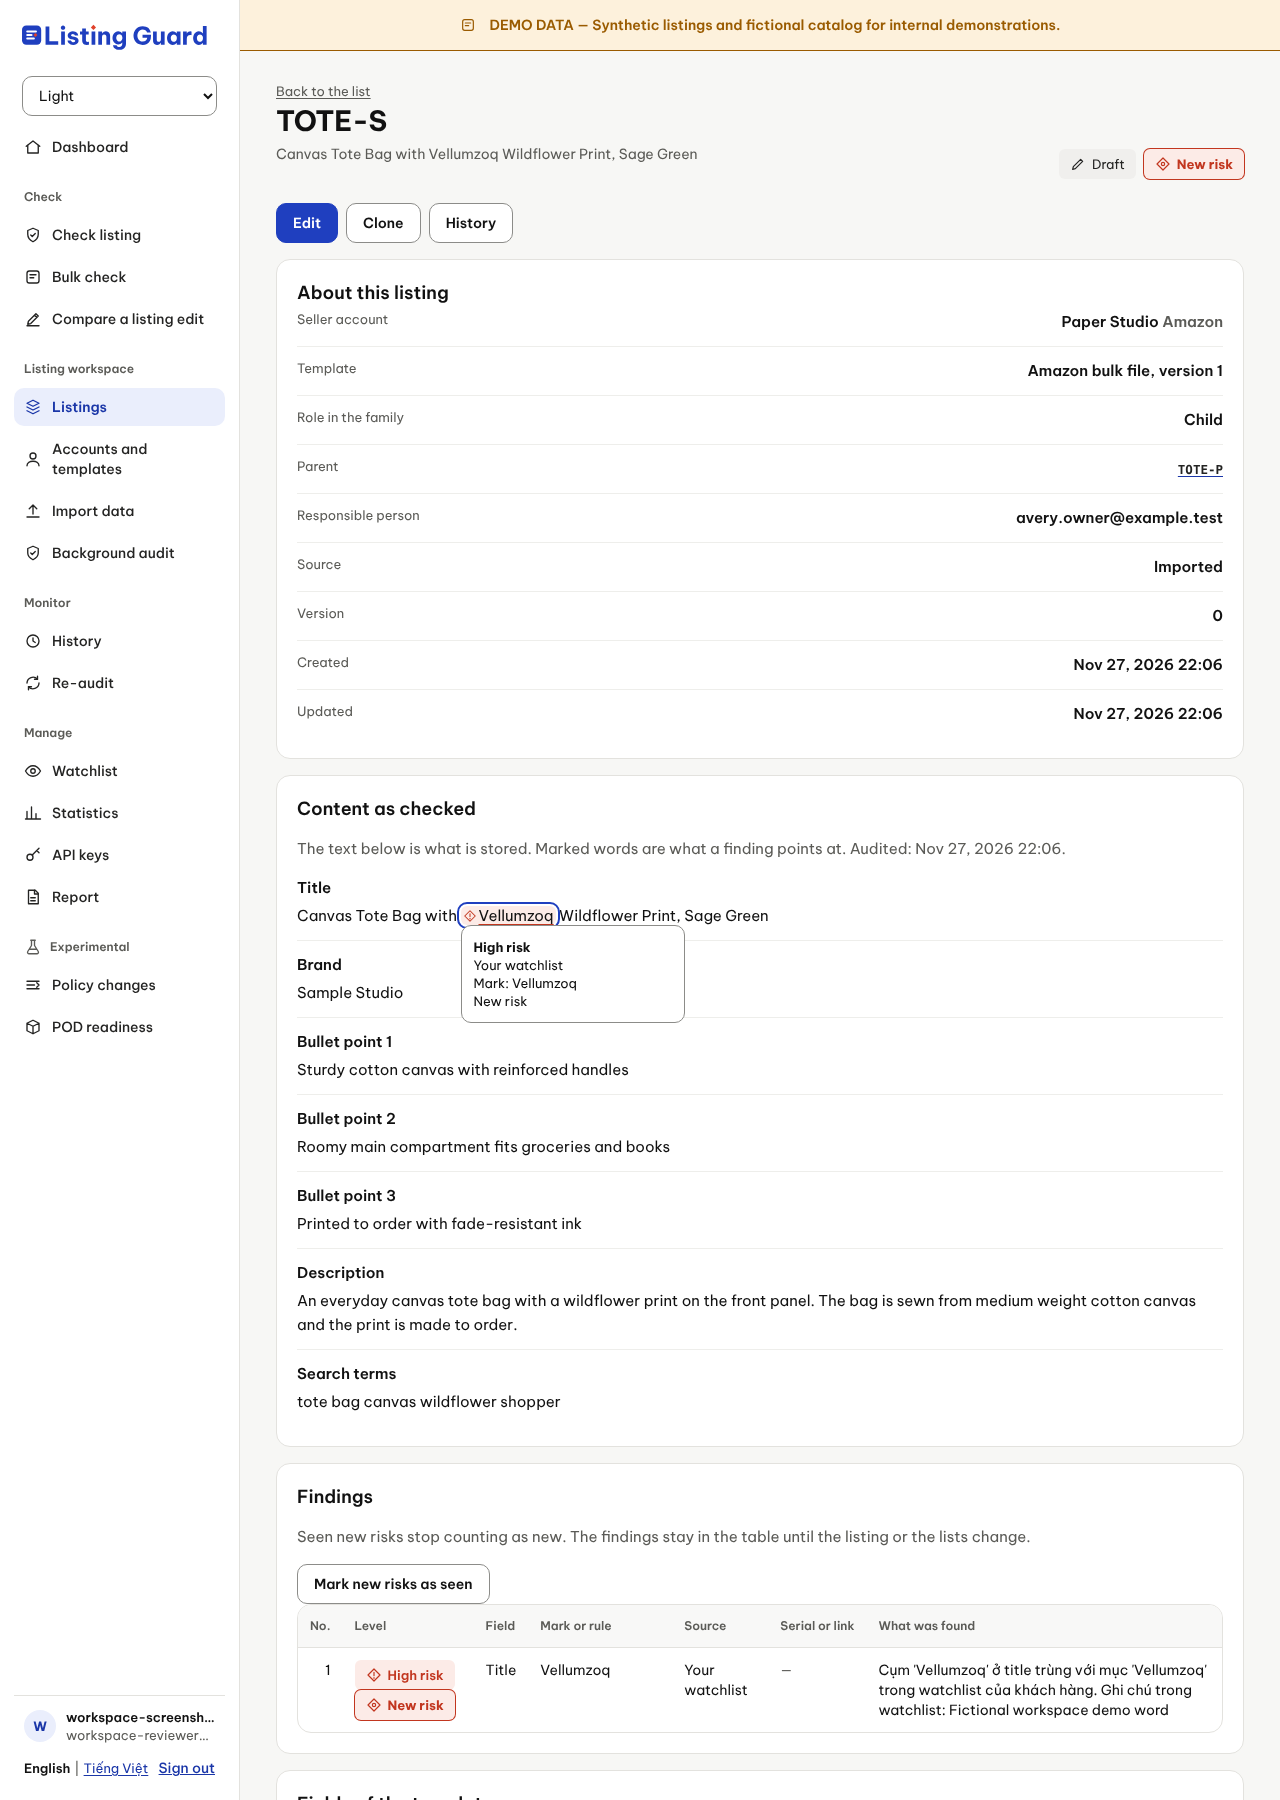 Listing Guard
Light
Dashboard
Check
Check listing
Bulk check
Compare a listing edit
Listing workspace
Listings
Accounts and
templates
Import data
Background audit
Monitor
History
Re-audit
Manage
Watchlist
Statistics
API keys
Report
Experimental
Policy changes
POD readiness
W
workspace-screensh...
workspace-reviewer...
English | Tiếng Việt Sign out
DEMO DATA — Synthetic listings and fictional catalog for internal demonstrations.
Back to the list
TOTE-S
Canvas Tote Bag with Vellumzoq Wildflower Print, Sage Green
Draft
New risk
Edit
Clone
History
About this listing
Seller account
Paper Studio Amazon
Template
Amazon bulk file, version 1
Role in the family
Child
Parent
TOTE-P
Responsible person
avery.owner@example.test
Source
Imported
Version
0
Created
Nov 27, 2026 22:06
Updated
Nov 27, 2026 22:06
Content as checked
The text below is what is stored. Marked words are what a finding points at. Audited: Nov 27, 2026 22:06.
Title
Canvas Tote Bag with Vellumzoq Wildflower Print, Sage Green
High risk
Your watchlist
Mark: Vellumzoq
New risk
Brand
Sample Studio
Bullet point 1
Sturdy cotton canvas with reinforced handles
Bullet point 2
Roomy main compartment fits groceries and books
Bullet point 3
Printed to order with fade-resistant ink
Description
An everyday canvas tote bag with a wildflower print on the front panel. The bag is sewn from medium weight cotton canvas
and the print is made to order.
Search terms
tote bag canvas wildflower shopper
Findings
Seen new risks stop counting as new. The findings stay in the table until the listing or the lists change.
Mark new risks as seen
No. Level Field Mark or rule Source Serial or link What was found
1
High risk
New risk
Title
Vellumzoq
Your
watchlist
—
Cụm 'Vellumzoq' ở title trùng với mục 'Vellumzoq'
trong watchlist của khách hàng. Ghi chú trong
watchlist: Fictional workspace demo word